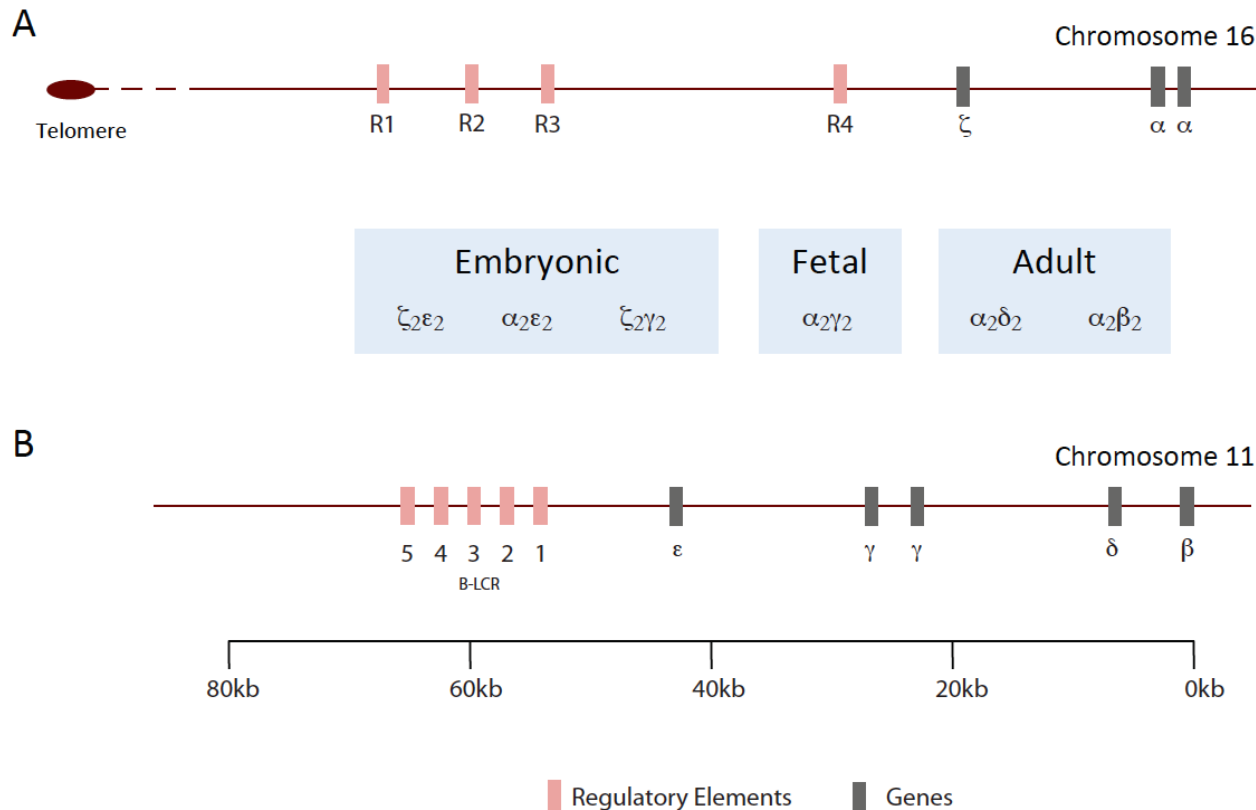 A
Chromosome 16
Telomere
R1 R2 R3 R4 ζ α α
Embryonic Fetal Adult
ζ2ε2 α2ε2 ζ2γ2 α2γ2 α2δ2 α2β2
B
Chromosome 11
5 4 3 2 1 ε γ γ δ β
B-LCR
80kb 60kb 40kb 20kb 0kb
Regulatory Elements Genes